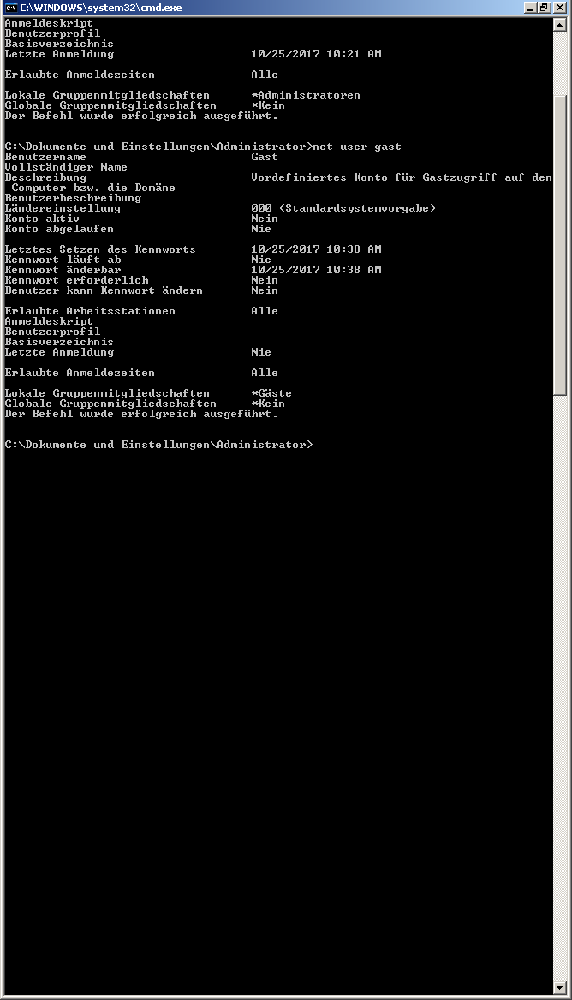 C:\WINDOWS\system32\cmd.exe
Anmeldeskript
Benutzerprofil
Basisverzeichnis
Letzte Anmeldung 10/25/2017 10:21 AM
Erlaubte Anmeldezeiten Alle
Lokale Gruppenmitgliedschaften *Administratoren
Globale Gruppenmitgliedschaften *Kein
Der Befehl wurde erfolgreich ausgeführt.
C:\Dokumente und Einstellungen\Administrator>net user gast
Benutzername Gast
Vollständiger Name
Beschreibung Vordefiniertes Konto für Gastzugriff auf den
Computer bzw. die Domäne
Benutzerbeschreibung
Ländereinstellung 000 (Standardsystemvorgabe)
Konto aktiv Nein
Konto abgelaufen Nie
Letztes Setzen des Kennworts 10/25/2017 10:38 AM
Kennwort läuft ab Nie
Kennwort änderbar 10/25/2017 10:38 AM
Kennwort erforderlich Nein
Benutzer kann Kennwort ändern Nein
Erlaubte Arbeitsstationen Alle
Anmeldeskript
Benutzerprofil
Basisverzeichnis
Letzte Anmeldung Nie
Erlaubte Anmeldezeiten Alle
Lokale Gruppenmitgliedschaften *Gäste
Globale Gruppenmitgliedschaften *Kein
Der Befehl wurde erfolgreich ausgeführt.
C:\Dokumente und Einstellungen\Administrator>